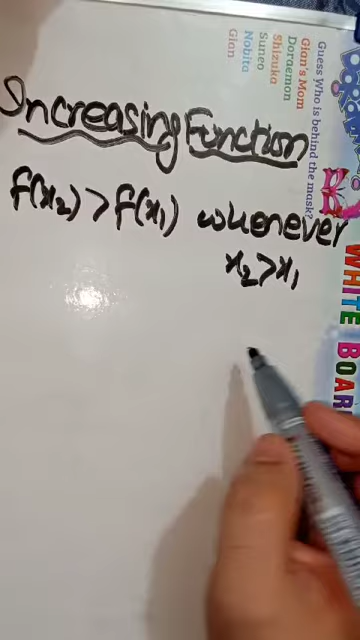 Increasing Function
f(x₂) > f(x₁) whenever
x₂ > x₁
Guess Who is behind the mask?
Gian's Mom
Doraemon
Shizuka
Suneo
Nobita
Gian
WHITE BOAR